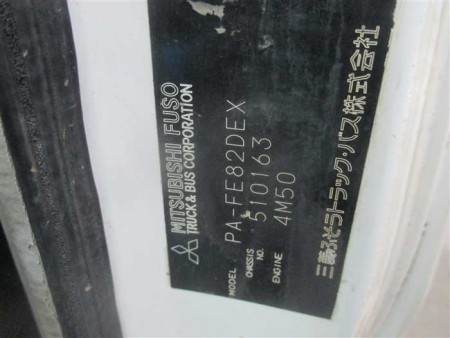 MITSUBISHI FUSO
TRUCK & BUS CORPORATION
MODEL PA-FE82DEX
CHASSIS NO. 510163
ENGINE 4M50
三菱ふそうトラック・バス株式会社